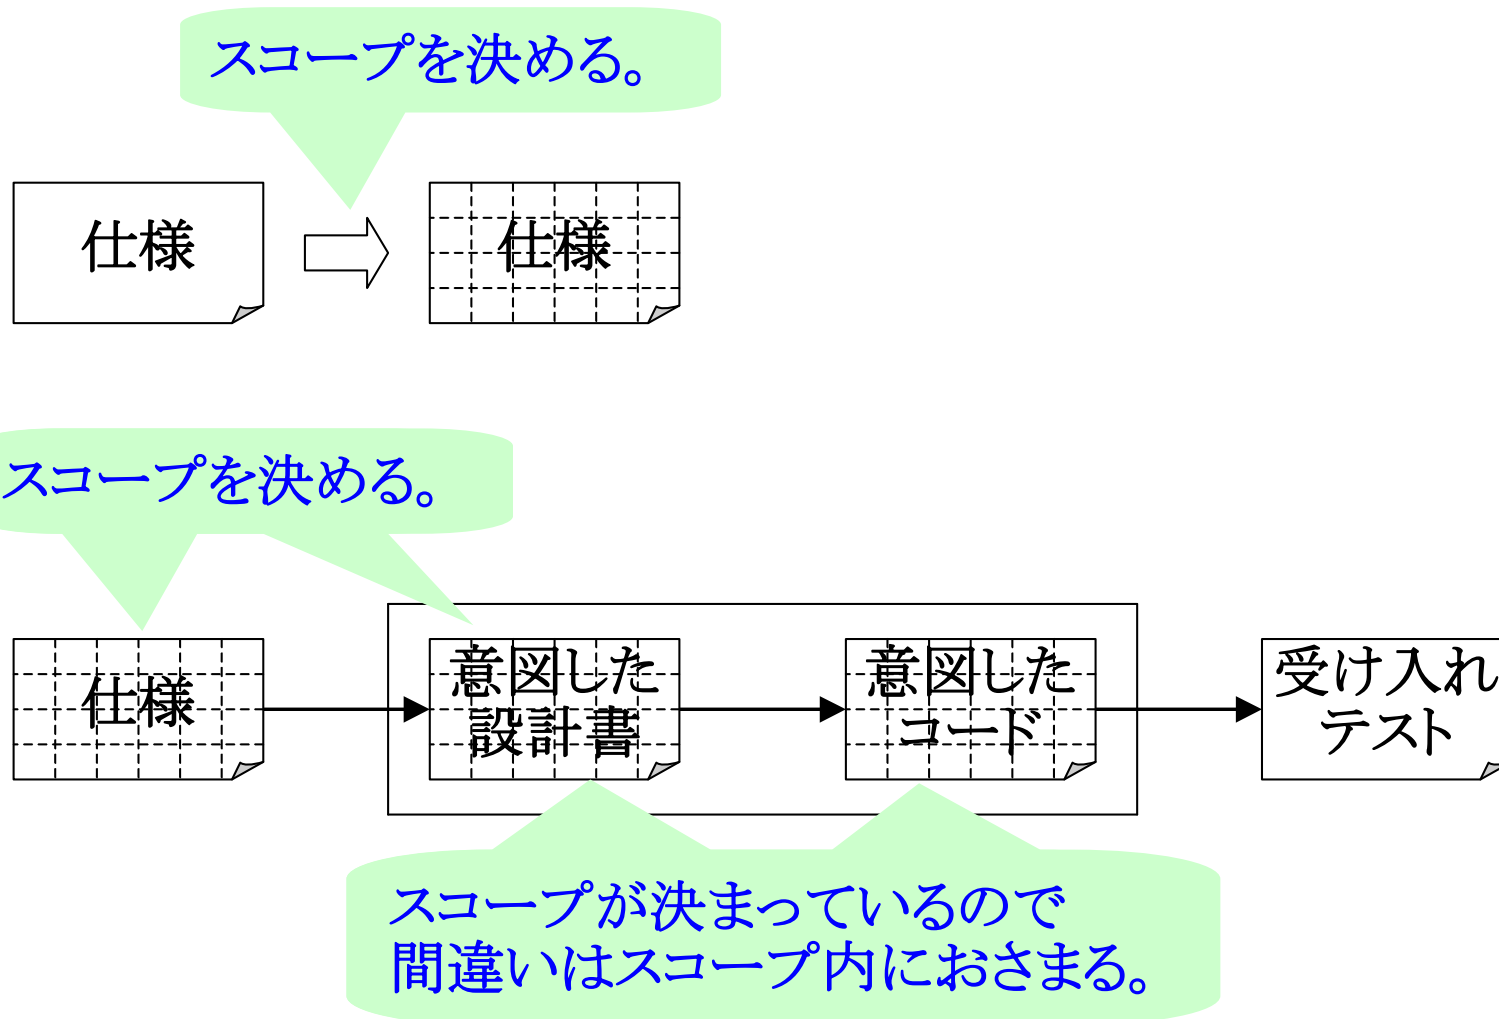 スコープを決める。
仕様
仕様
スコープを決める。
仕様
意図した
設計書
意図した
コード
受け入れ
テスト
スコープが決まっているので
間違いはスコープ内におさまる。